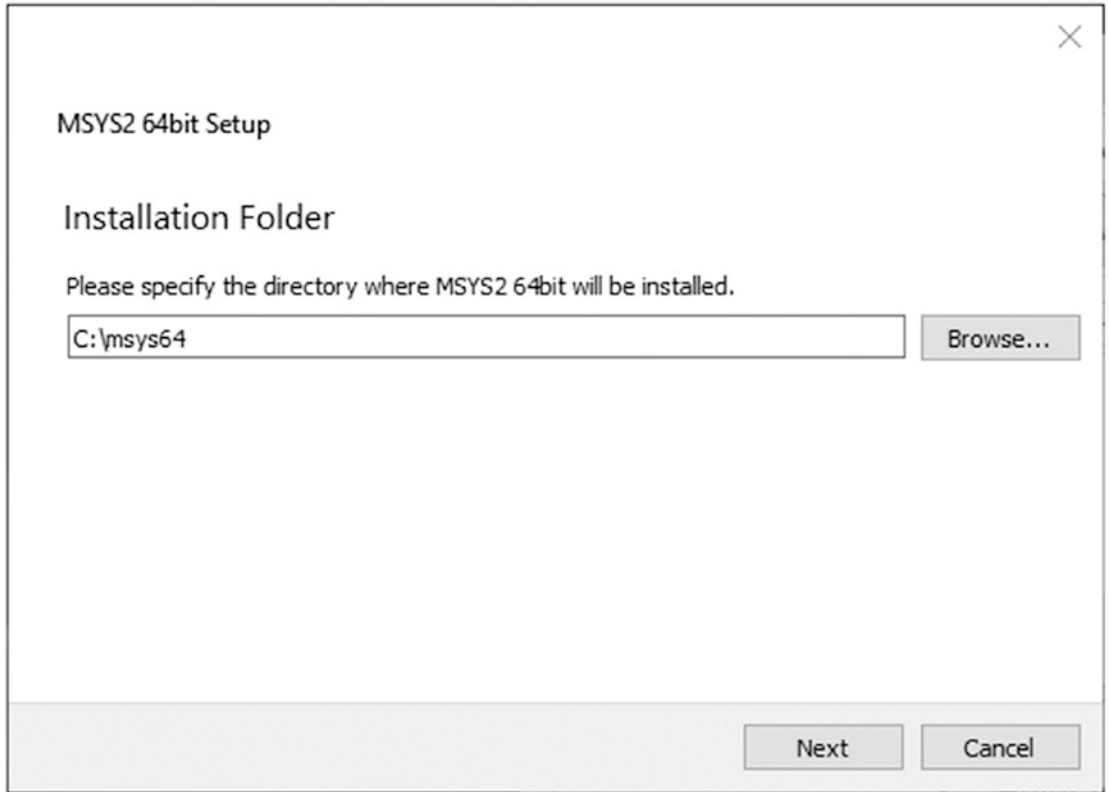 MSYS2 64bit Setup
Installation Folder
Please specify the directory where MSYS2 64bit will be installed.
C:\msys64
Browse...
Next
Cancel